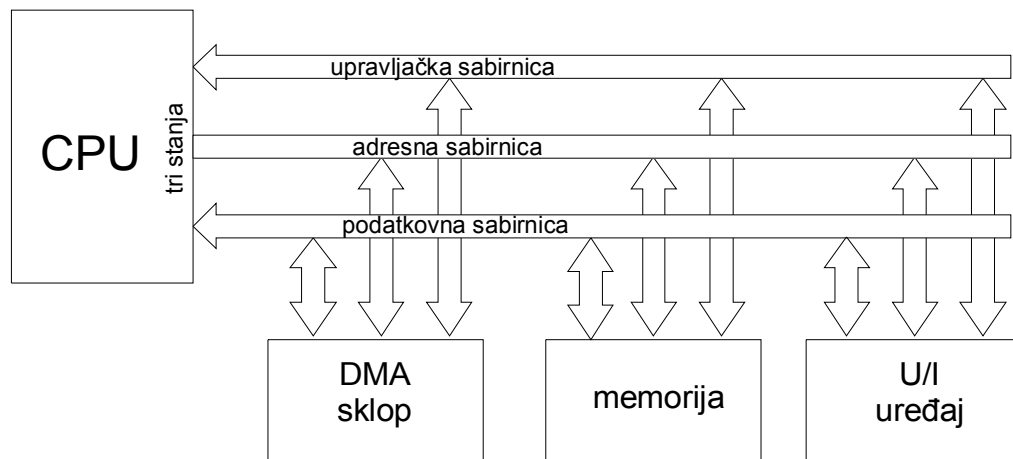 upravljačka sabirnica
CPU
tri stanja
adresna sabirnica
podatkovna sabirnica
DMA
sklop
memorija
U/I
uređaj